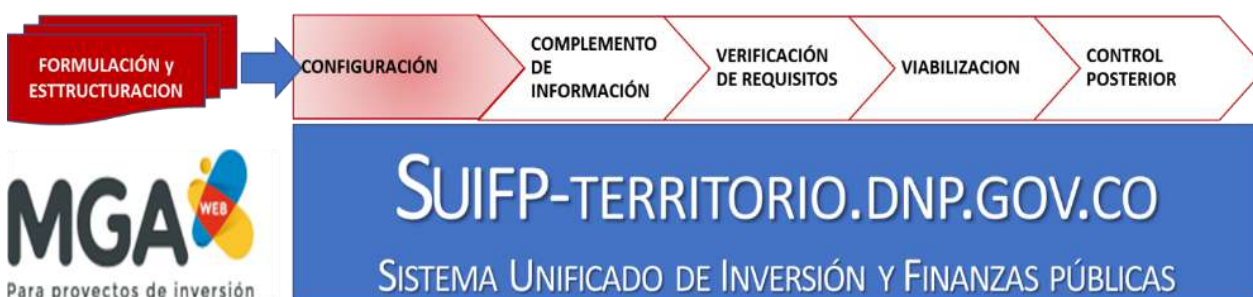 FORMULACIÓN y
ESTTRUCTURACION
CONFIGURACIÓN
COMPLEMENTO
DE
INFORMACIÓN
VERIFICACIÓN
DE REQUISITOS
VIABILIZACION
CONTROL
POSTERIOR
MGA
WEB
Para proyectos de inversión
SUIFP-TERRITORIO.DNP.GOV.CO
SISTEMA UNIFICADO DE INVERSIÓN Y FINANZAS PÚBLICAS